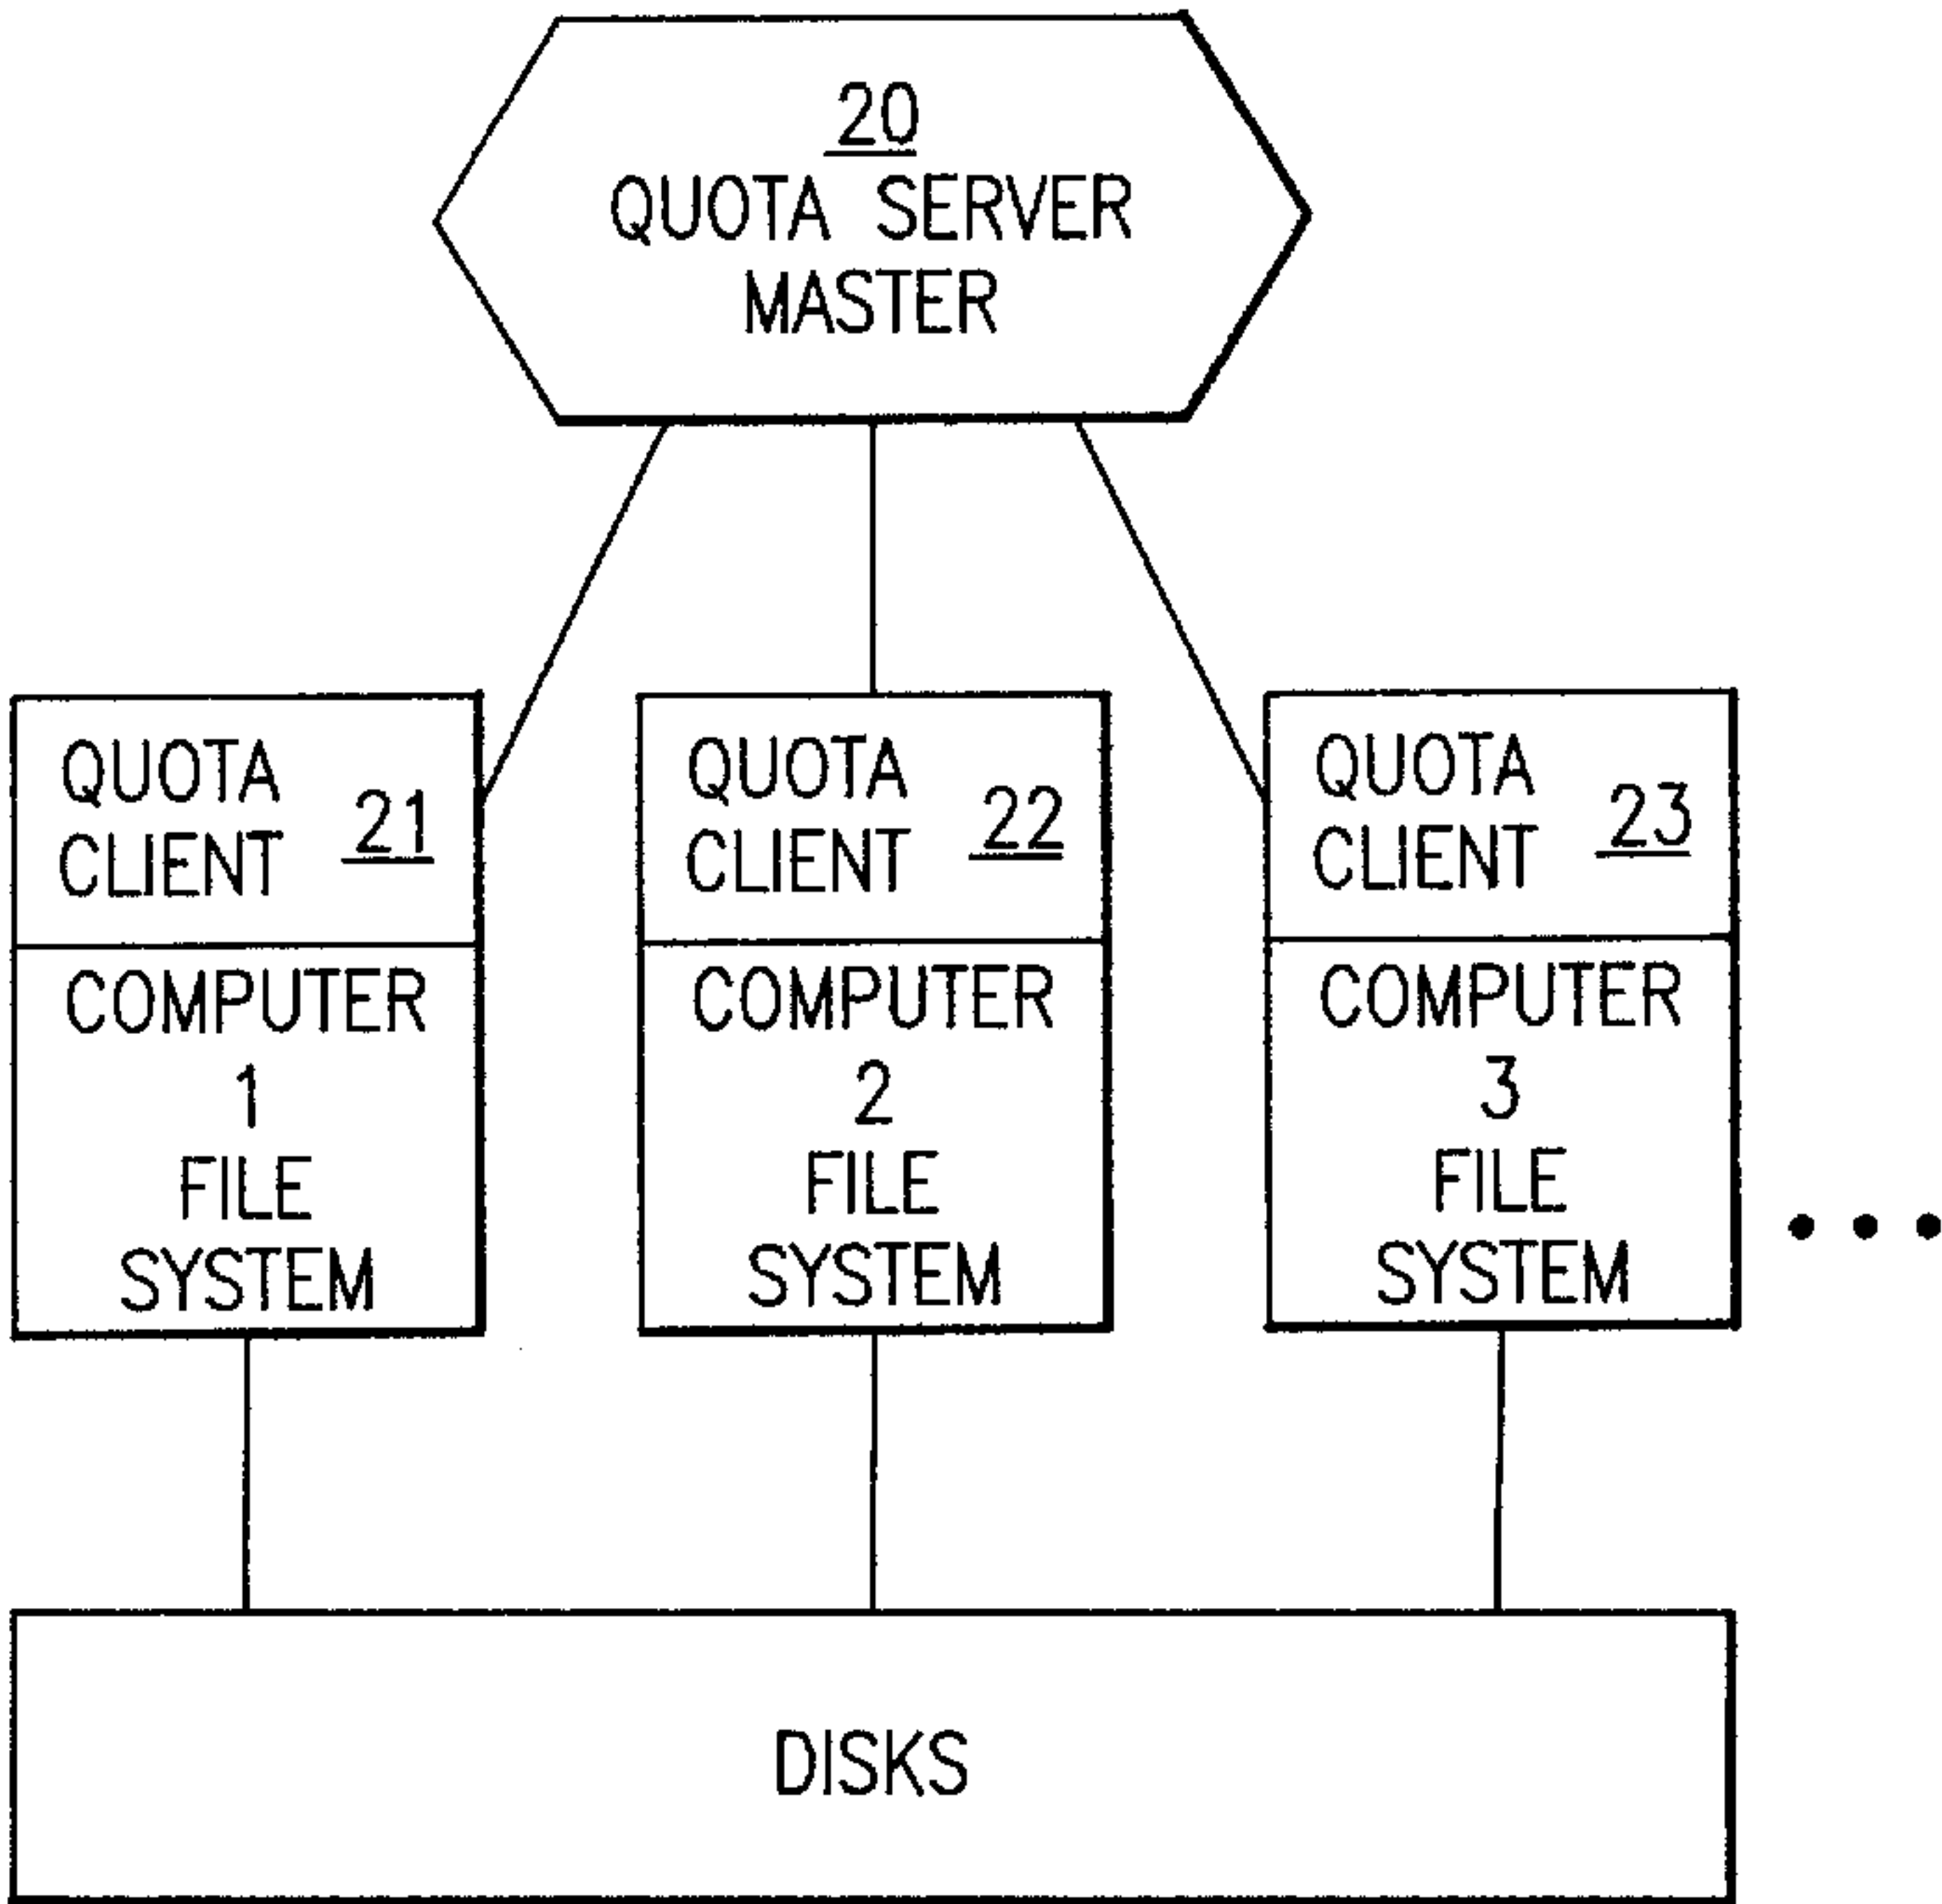 20
QUOTA SERVER
MASTER
QUOTA
CLIENT
21
COMPUTER
1
FILE
SYSTEM
QUOTA
CLIENT
22
COMPUTER
2
FILE
SYSTEM
QUOTA
CLIENT
23
COMPUTER
3
FILE
SYSTEM
• • •
DISKS